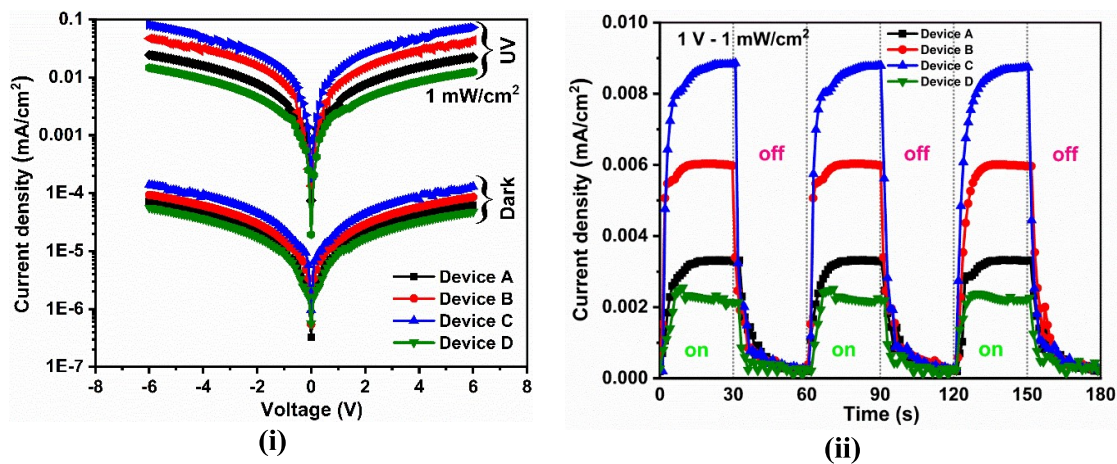 0.1
0.01
0.001
1E-4
1E-5
1E-6
1E-7
Current density (mA/cm²)
UV
1 mW/cm²
Dark
Device A
Device B
Device C
Device D
-8 -6 -4 -2 0 2 4 6 8
Voltage (V)
(i)
0.010
0.008
0.006
0.004
0.002
0.000
Current density (mA/cm²)
1 V - 1 mW/cm²
Device A
Device B
Device C
Device D
off off off
on on on
0 30 60 90 120 150 180
Time (s)
(ii)